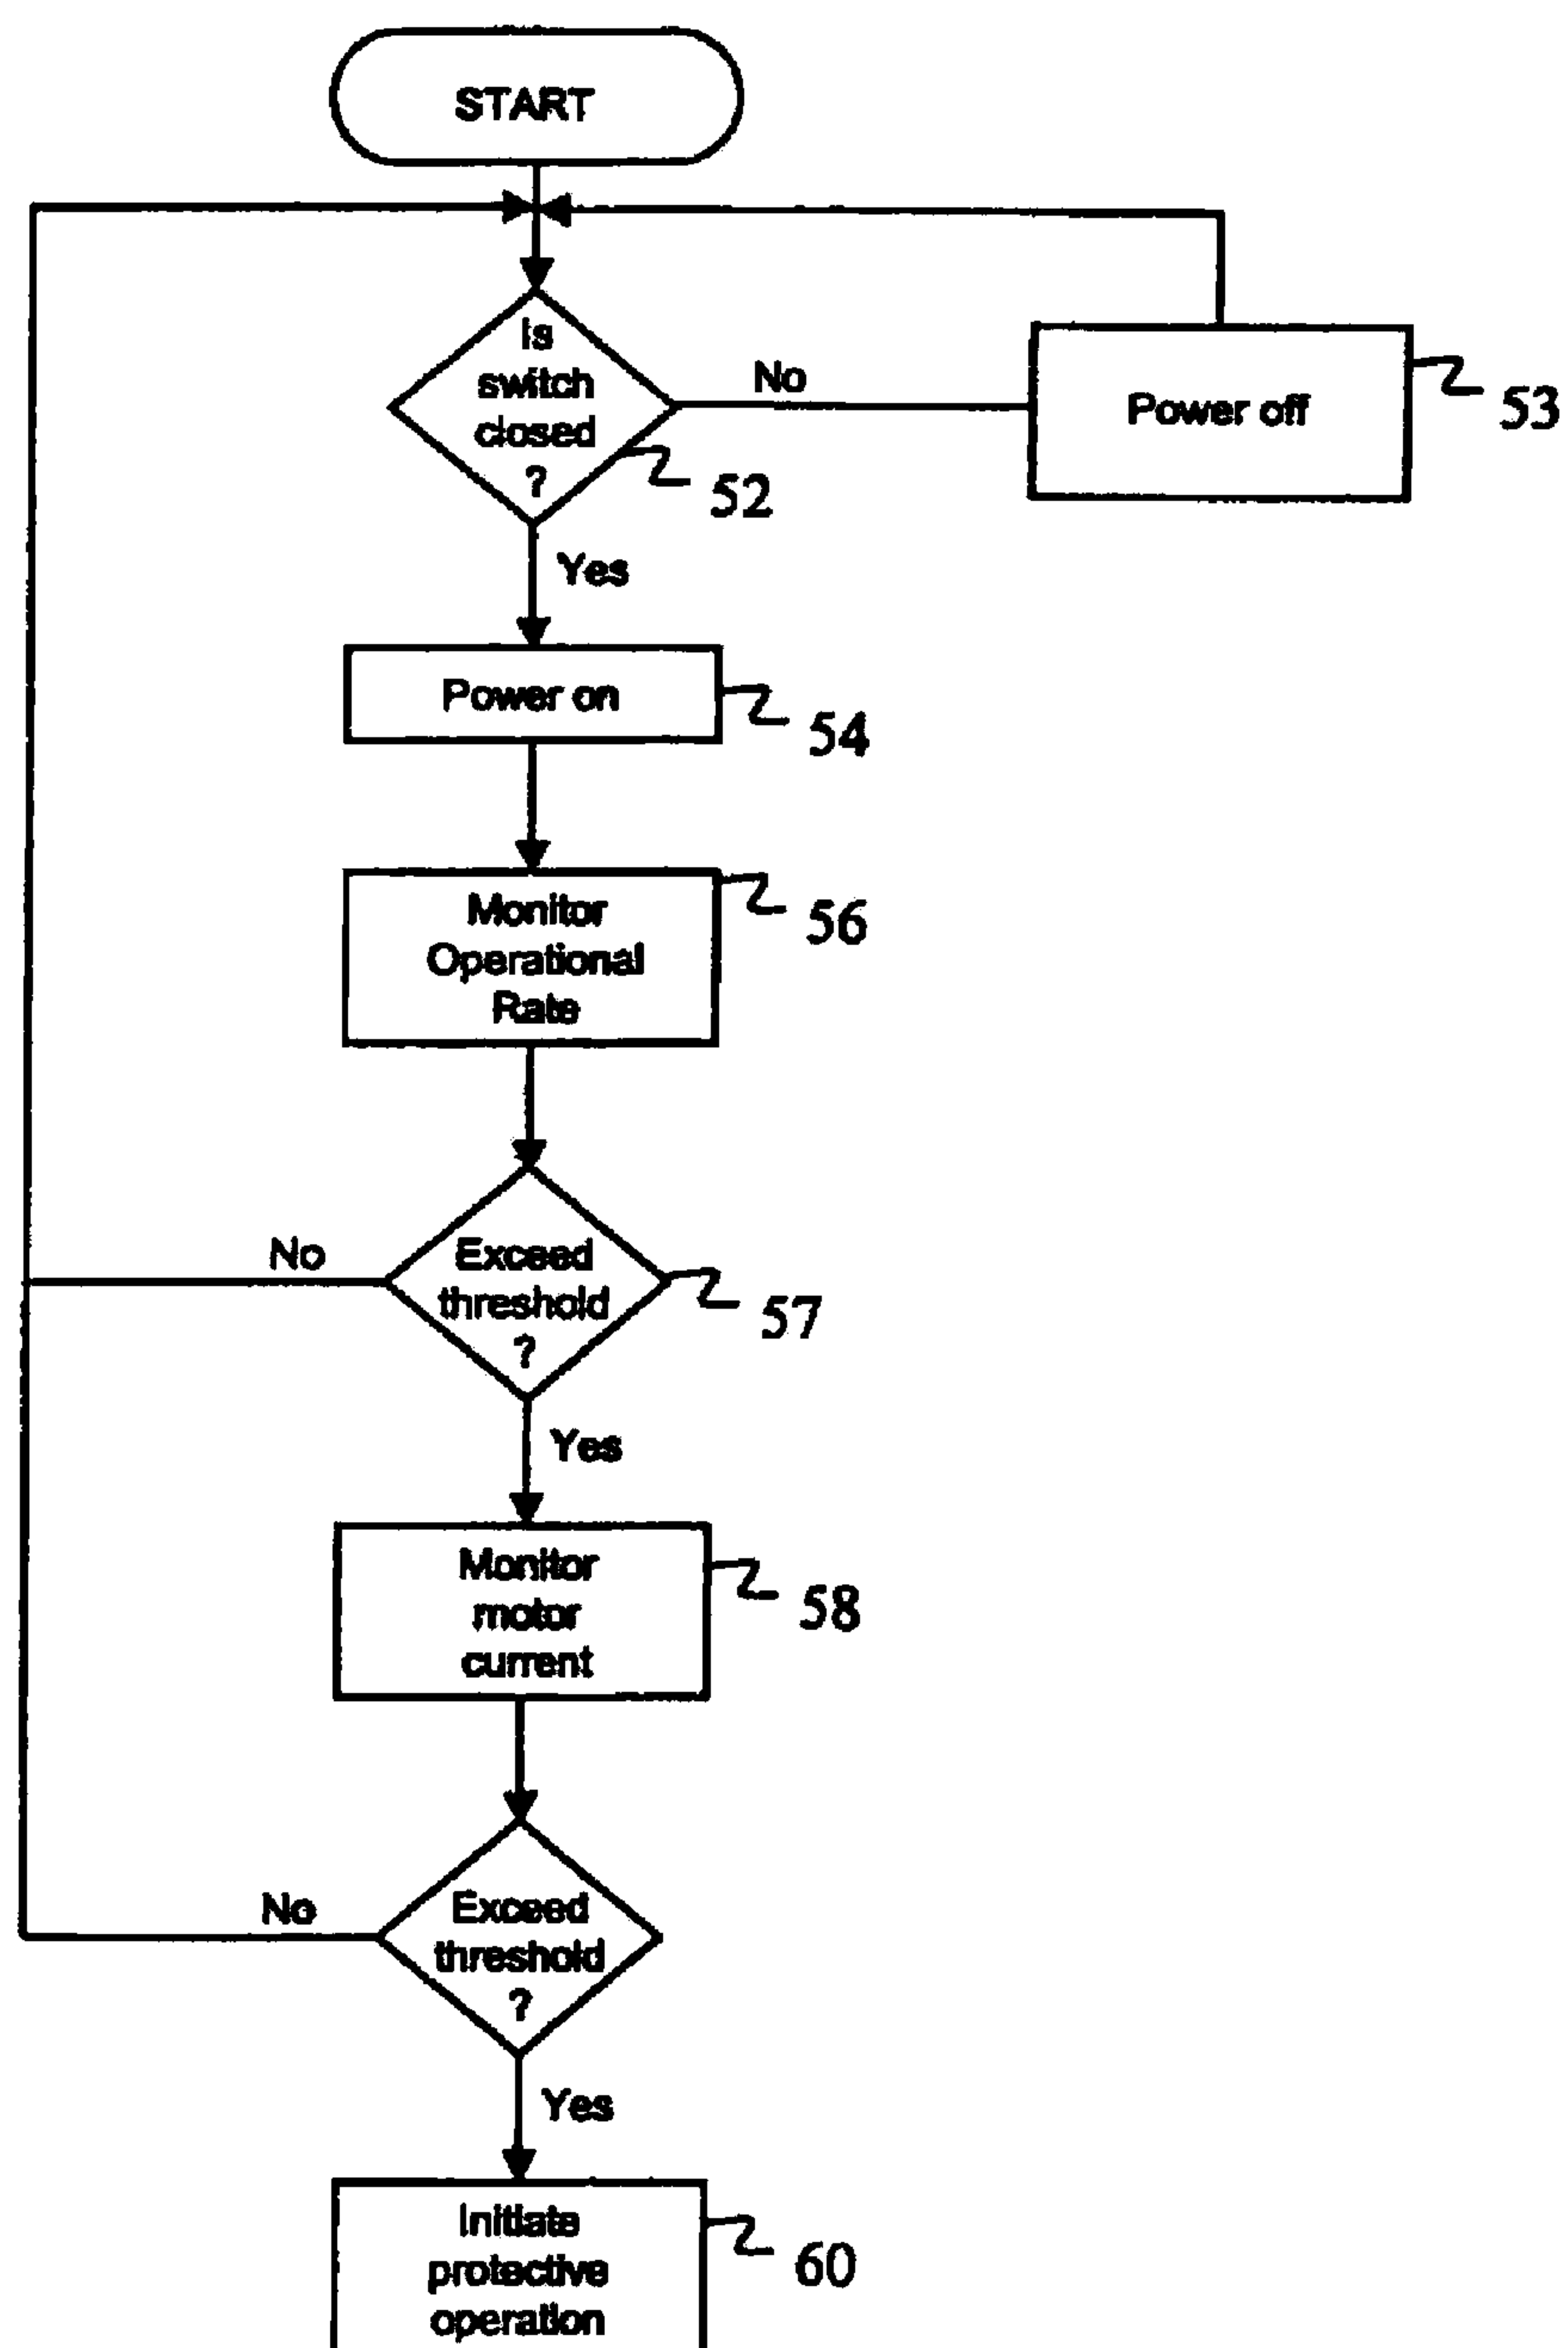 START
Is
switch
closed
?
52
No
Power off
53
Yes
Power on
54
Monitor
Operational
Rate
56
Exceed
threshold
?
57
No
Yes
Monitor
motor
current
58
Exceed
threshold
?
No
Yes
Initiate
protective
operation
60